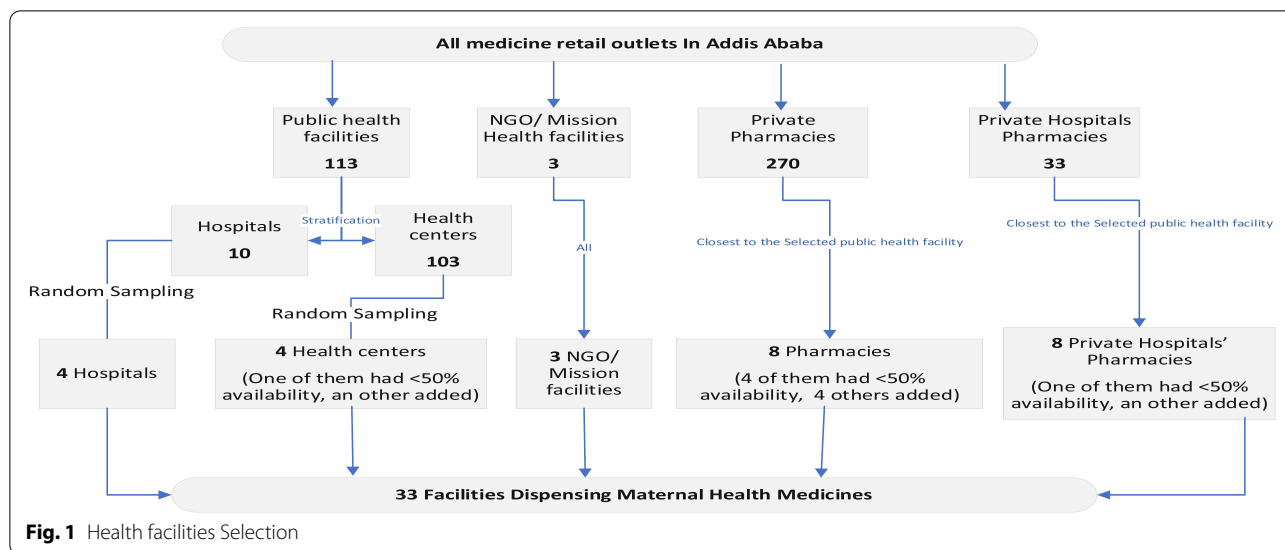 All medicine retail outlets In Addis Ababa
Public health
facilities
113
NGO/ Mission
Health facilities
3
Private
Pharmacies
270
Private Hospitals
Pharmacies
33
Stratification
Hospitals
10
Health
centers
103
All
Closest to the Selected public health facility
Closest to the Selected public health facility
Random Sampling
Random Sampling
4 Hospitals
4 Health centers
(One of them had <50%
availability, an other added)
3 NGO/
Mission
facilities
8 Pharmacies
(4 of them had <50%
availability, 4 others added)
8 Private Hospitals’
Pharmacies
(One of them had <50%
availability, an other added)
33 Facilities Dispensing Maternal Health Medicines
Fig. 1 Health facilities Selection